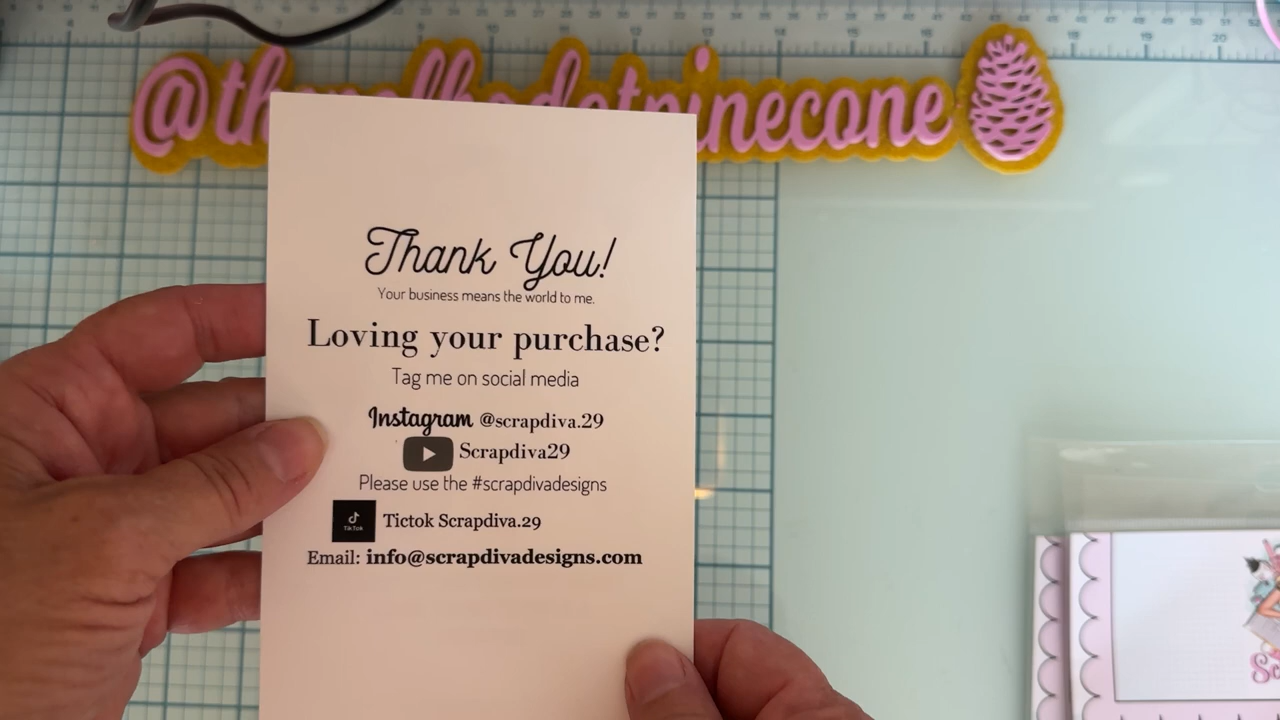 @thepolkadotpinecone
Thank You!
Your business means the world to me.
Loving your purchase?
Tag me on social media
Instagram @scrapdiva.29
Scrapdiva29
Please use the #scrapdivadesigns
TikTok Tictok Scrapdiva.29
Email: info@scrapdivadesigns.com